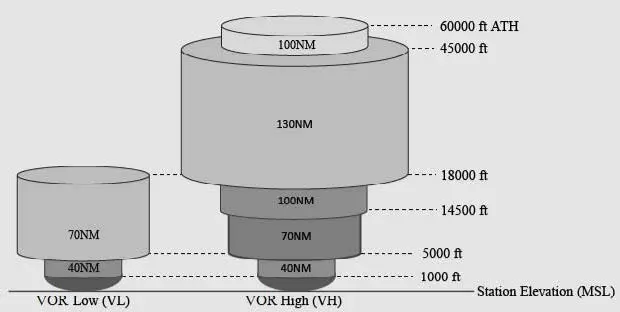 60000 ft ATH
100NM
45000 ft
130NM
18000 ft
100NM
14500 ft
70NM
70NM
5000 ft
40NM
40NM
1000 ft
Station Elevation (MSL)
VOR Low (VL)
VOR High (VH)